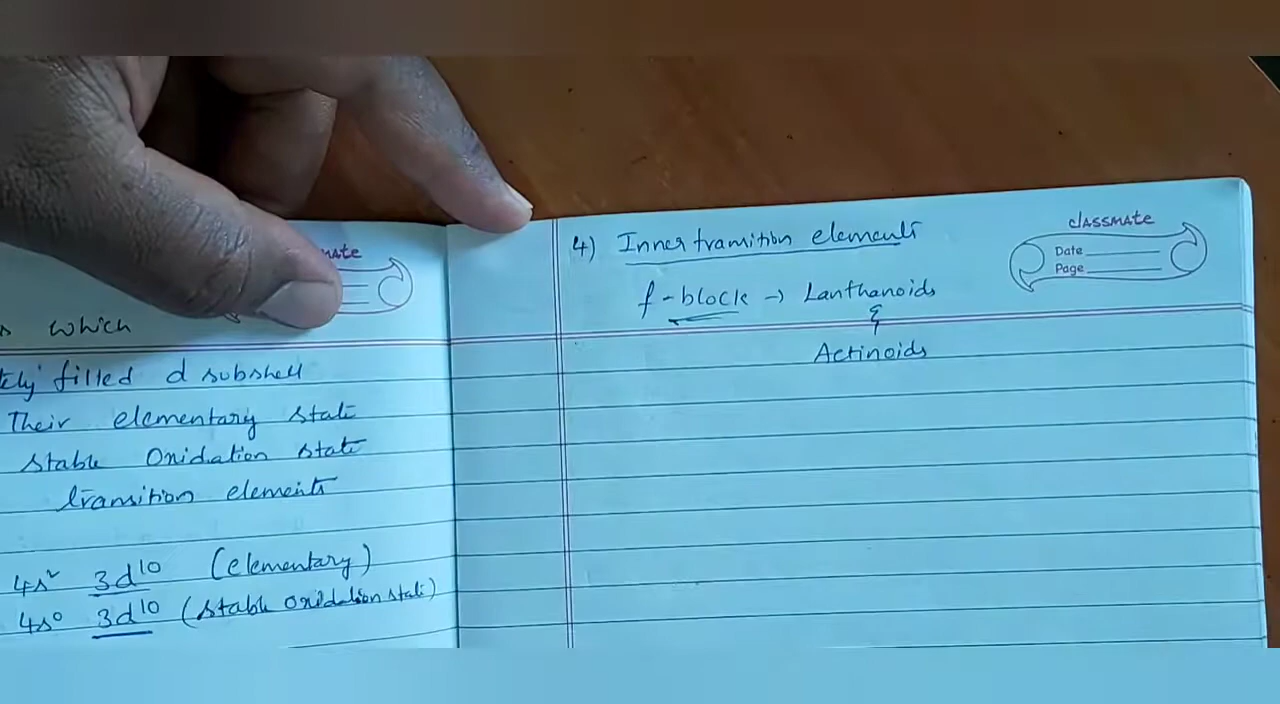 mate
which
filled d subshell
Their elementary state
stable Oxidation state
transition elements
4s² 3d¹⁰ (elementary)
4s⁰ 3d¹⁰ (stable oxidation state)
classmate
Date
Page
4) Inner transition elements
f-block → Lanthanoids
&
Actinoids